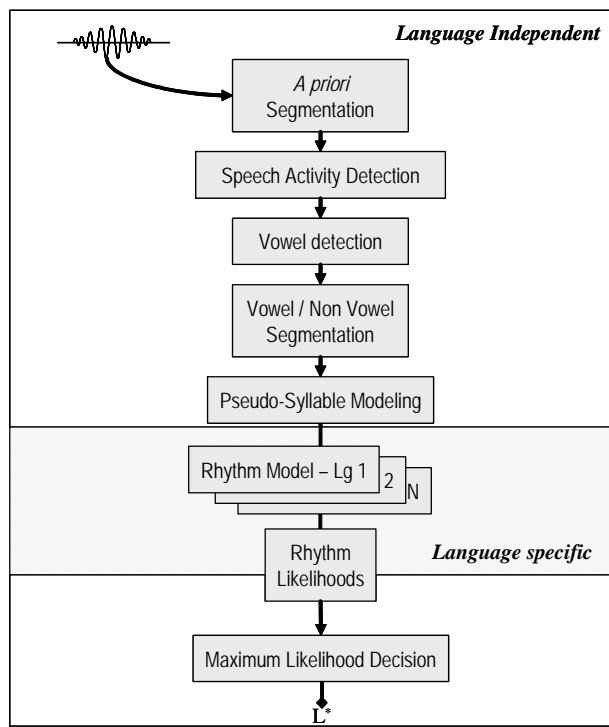 Language Independent
A priori
Segmentation
Speech Activity Detection
Vowel detection
Vowel / Non Vowel
Segmentation
Pseudo-Syllable Modeling
Rhythm Model – Lg 1
2
N
Rhythm
Likelihoods
Language specific
Maximum Likelihood Decision
L*